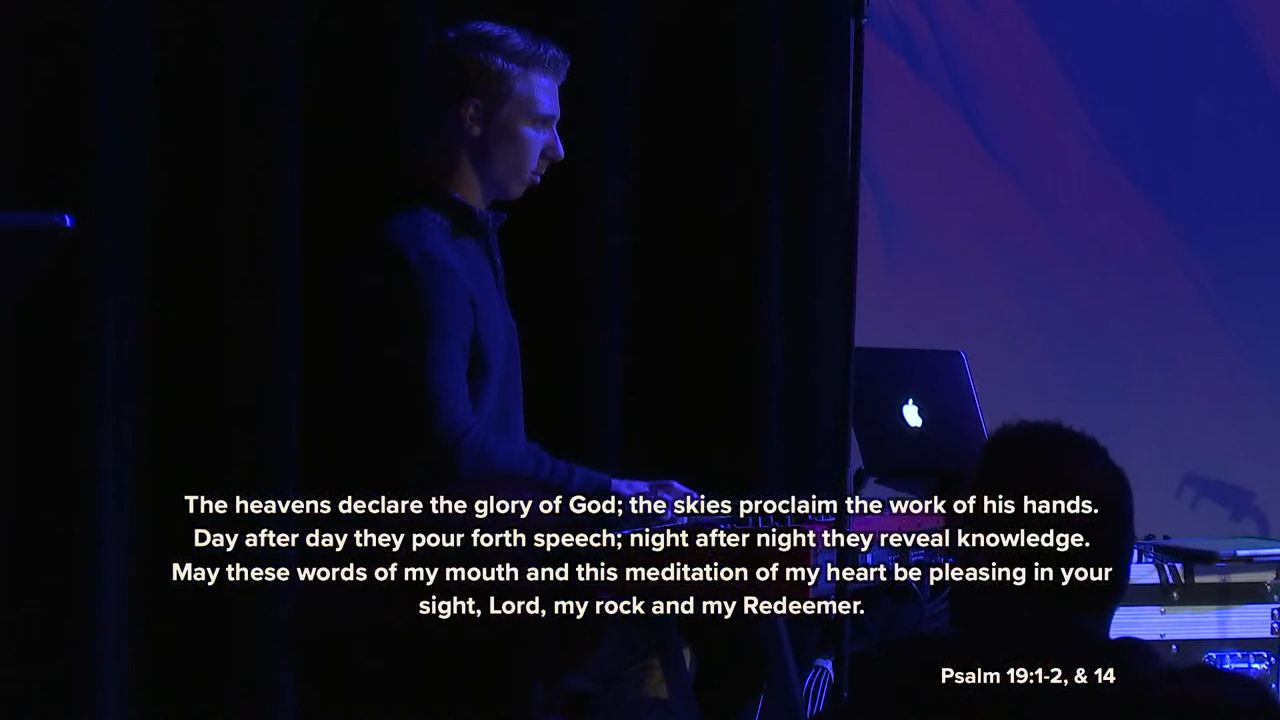 The heavens declare the glory of God; the skies proclaim the work of his hands.
Day after day they pour forth speech; night after night they reveal knowledge.
May these words of my mouth and this meditation of my heart be pleasing in your
sight, Lord, my rock and my Redeemer.
Psalm 19:1-2, & 14